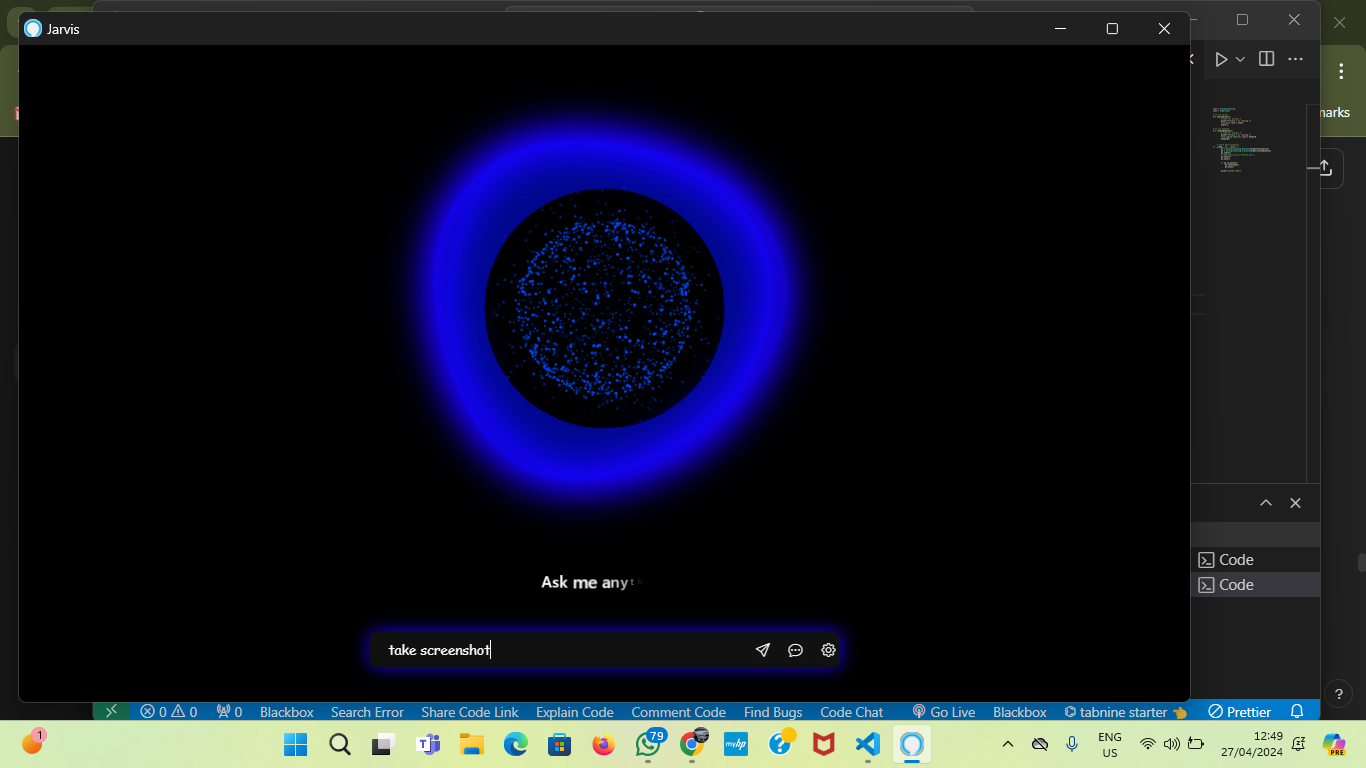 Jarvis
marks
Ask me any
take screenshot
Code
Code
0 0 0 Blackbox Search Error Share Code Link Explain Code Comment Code Find Bugs Code Chat Go Live Blackbox tabnine starter Prettier
?
1
79
myhp
?
ENG
US
12:49
27/04/2024
PRE